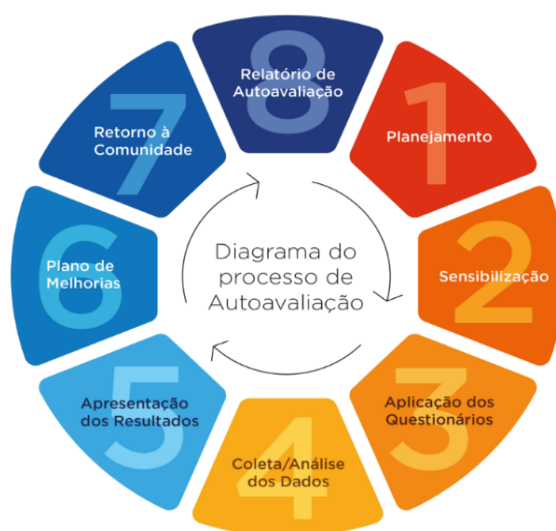 8
Relatório de
Autoavaliação
1
Planejamento
2
Sensibilização
3
Aplicação dos
Questionários
4
Coleta/Análise
dos Dados
5
Apresentação
dos Resultados
6
Plano de
Melhorias
7
Retorno à
Comunidade
Diagrama do
processo de
Autoavaliação